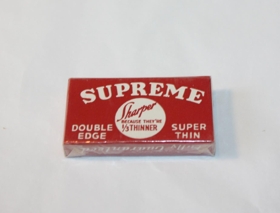 SUPREME
Sharper
BECAUSE THEY'RE
1/3 THINNER
DOUBLE EDGE
SUPER THIN